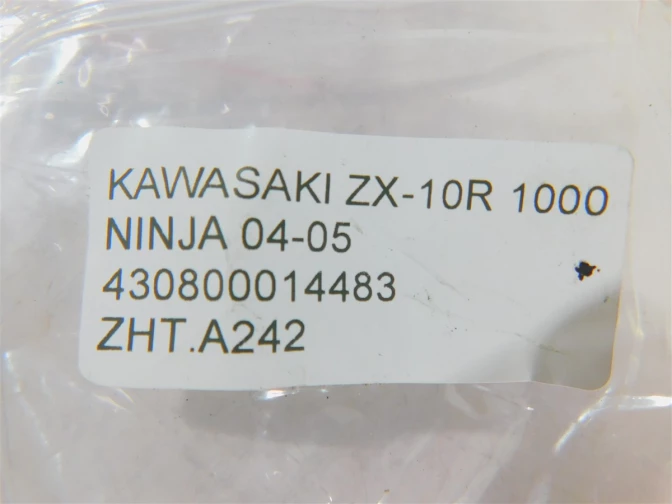 KAWASAKI ZX-10R 1000
NINJA 04-05
430800014483
ZHT.A242